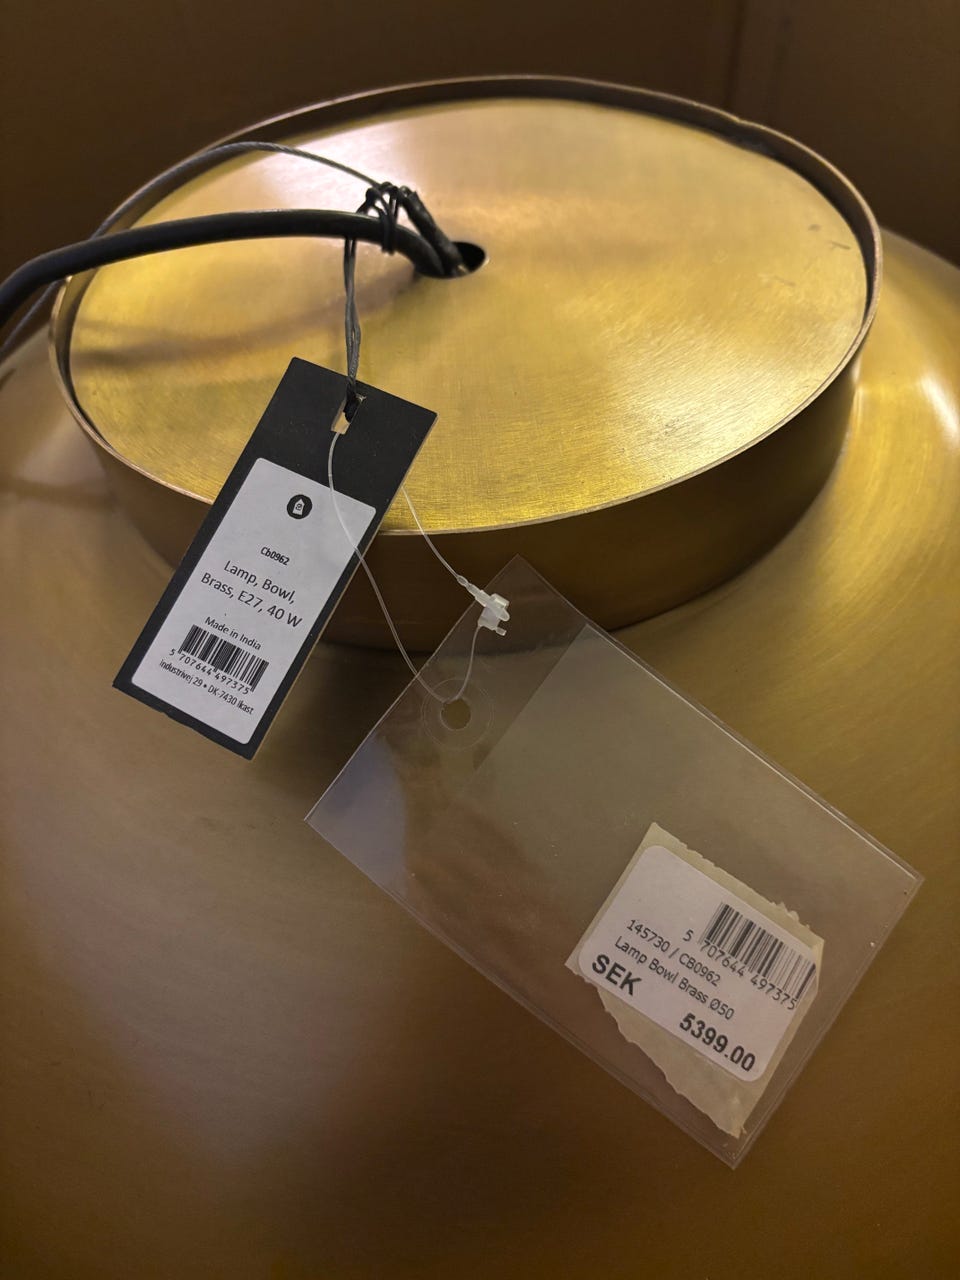 Cb0962
Lamp, Bowl,
Brass, E27, 40 W
Made in India
5 707644 497375
Industrivej 29 • DK-7430 Ikast
5 707644 497375
145730 / CB0962
Lamp Bowl Brass Ø50
SEK
5399.00